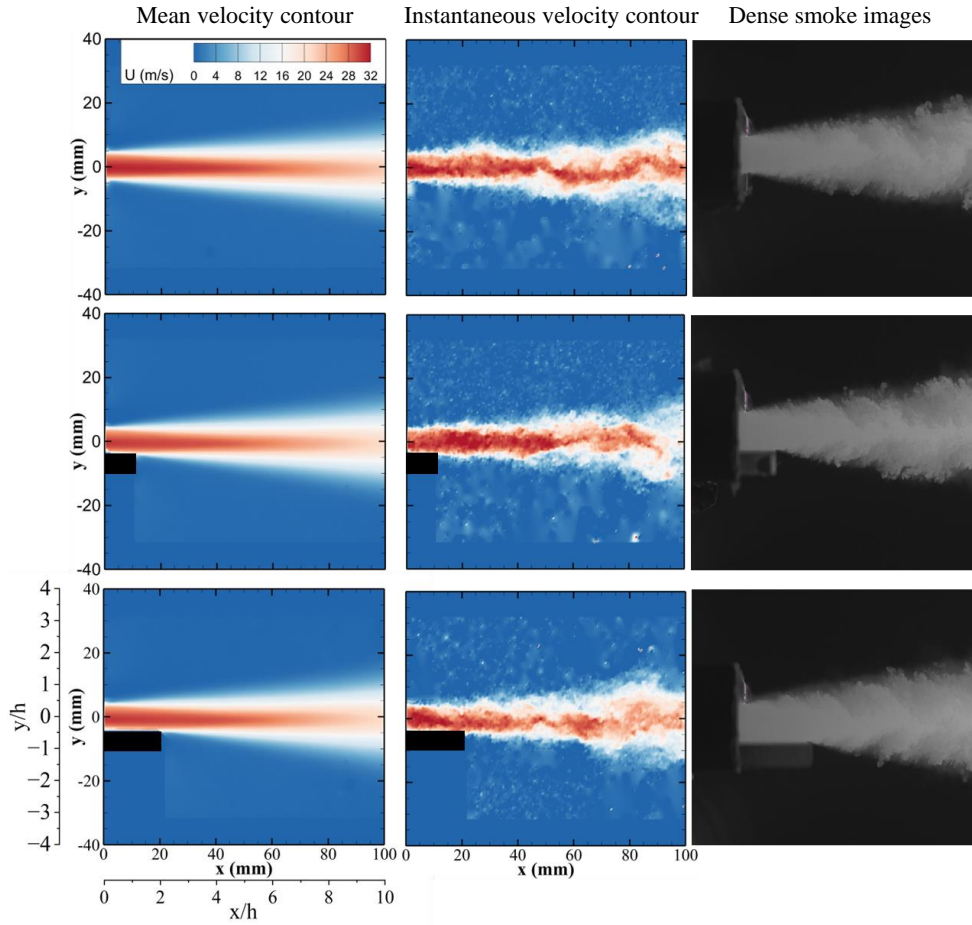 Mean velocity contour
Instantaneous velocity contour
Dense smoke images
40
20
0
-20
-40
y (mm)
U (m/s)
0 4 8 12 16 20 24 28 32
40
20
0
-20
-40
y (mm)
4
3
2
1
0
−1
−2
−3
−4
y/h
40
20
0
-20
-40
y (mm)
0 20 40 60 80 100
x (mm)
0 20 40 60 80 100
x (mm)
0 2 4 6 8 10
x/h